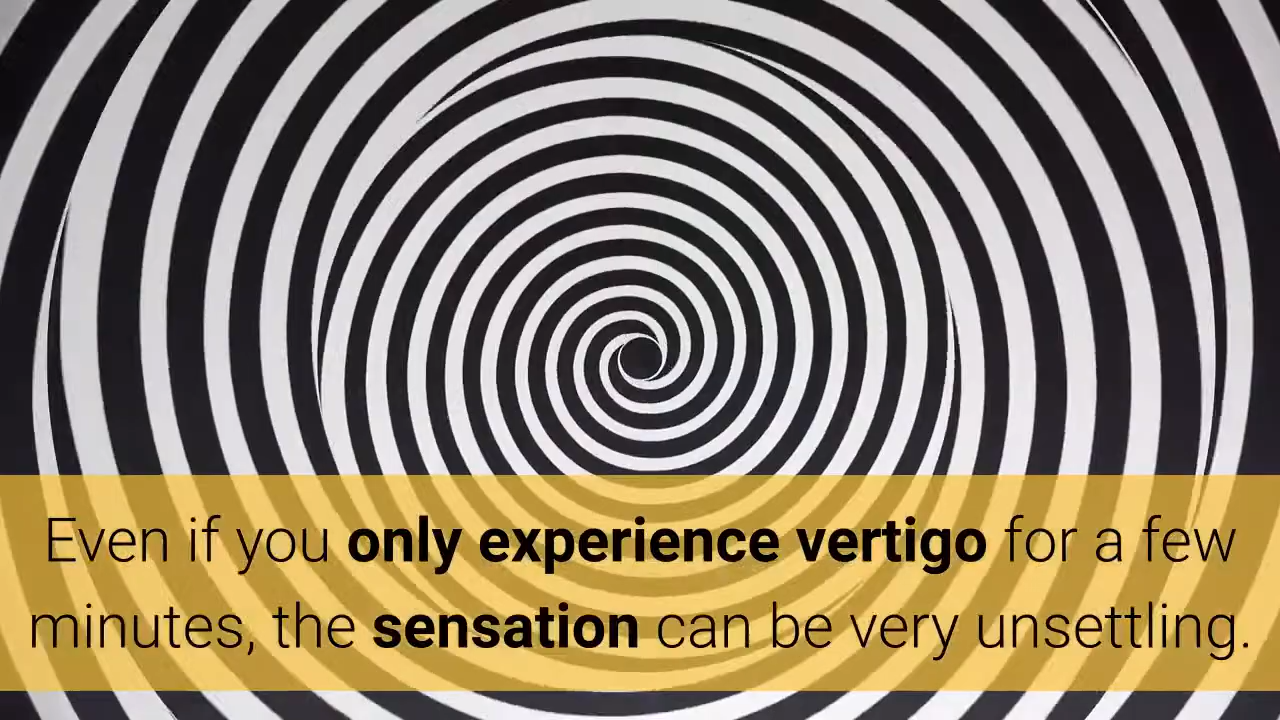 Even if you only experience vertigo for a few
minutes, the sensation can be very unsettling.